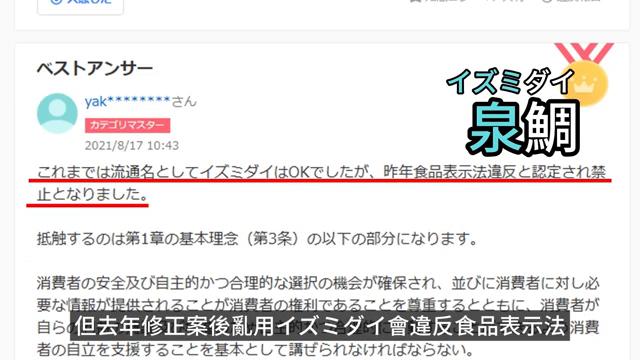 ベストアンサー
イズミダイ
泉鯛
yak********さん
カテゴリマスター
2021/8/17 10:43
これまでは流通名としてイズミダイはOKでしたが、昨年食品表示法違反と認定され禁
止となりました。
抵触するのは第1章の基本理念（第3条）の以下の部分になります。
消費者の安全及び自主的かつ合理的な選択の機会が確保され、並びに消費者に対し必
要な情報が提供されることが消費者の権利であることを尊重するとともに、消費者が
自らの
但去年修正案後亂用イズミダイ會違反食品表示法
者の自立を支援することを基本として講ぜられなければならない。